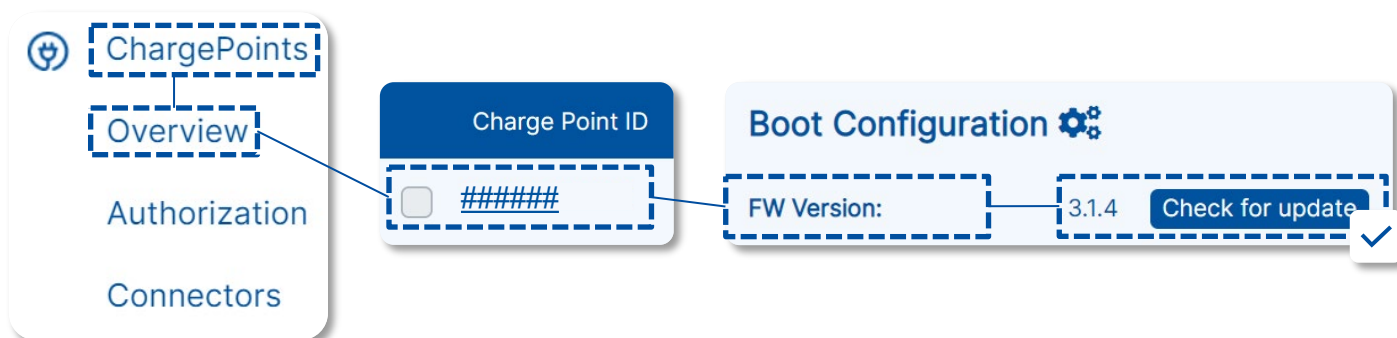 ChargePoints
Overview
Authorization
Connectors
Charge Point ID
######
Boot Configuration
FW Version:
3.1.4
Check for update